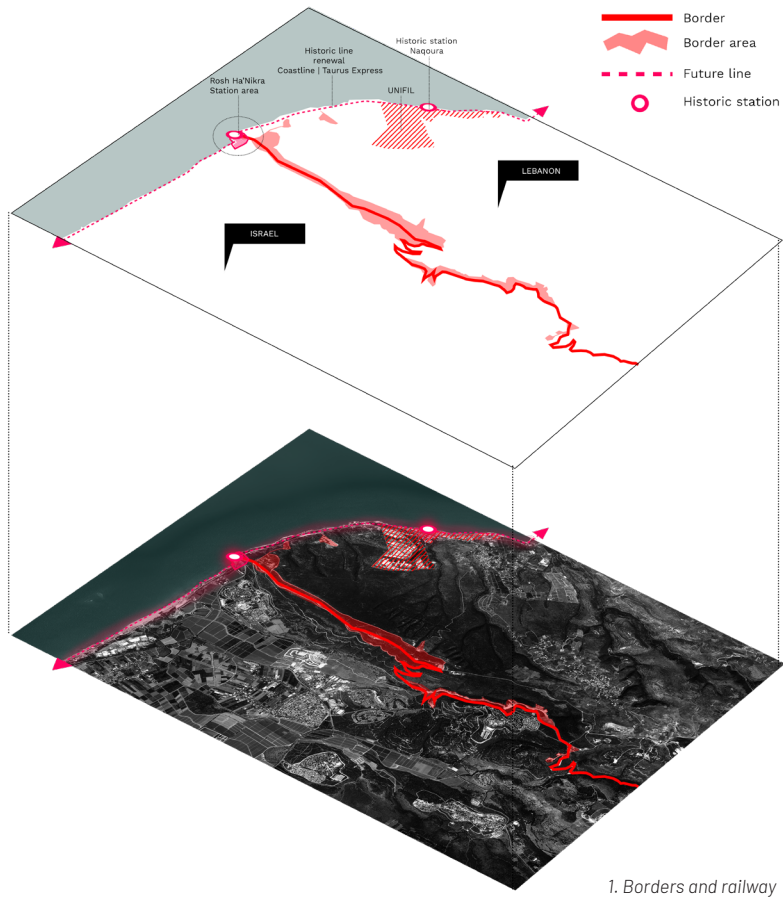 Border
Border area
Future line
Historic station
Historic station
Naqoura
Historic line
renewal
Coastline | Taurus Express
Rosh Ha'Nikra
Station area
UNIFIL
LEBANON
ISRAEL
1. Borders and railway